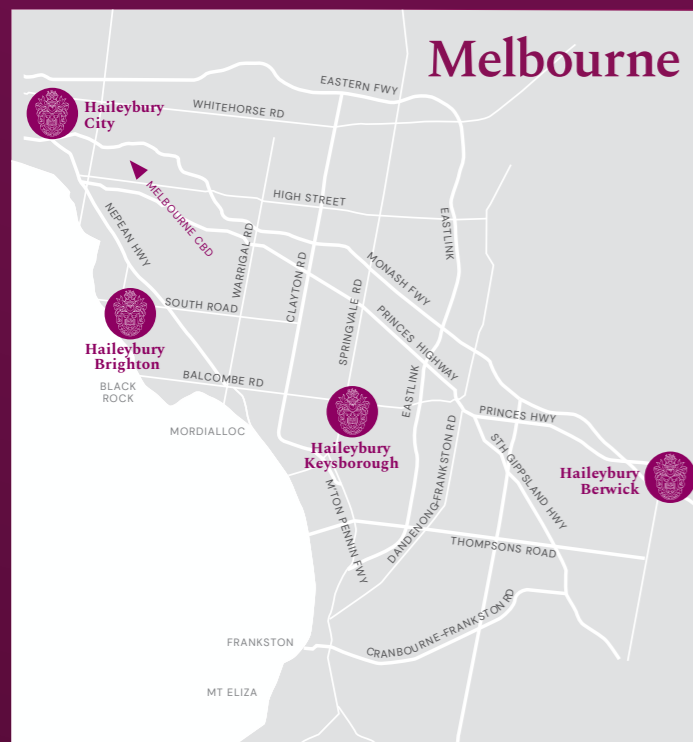 Melbourne
EASTERN FWY
Haileybury
City
WHITEHORSE RD
MELBOURNE CBD
HIGH STREET
NEPEAN HWY
WARRIGAL RD
EASTLINK
CLAYTON RD
MONASH FWY
SPRINGVALE RD
SOUTH ROAD
PRINCES HIGHWAY
Haileybury
Brighton
BLACK
ROCK
BALCOMBE RD
EASTLINK
MORDIALLOC
PRINCES HWY
Haileybury
Keysborough
DANDENONG-FRANKSTON RD
STH GIPPSLAND HWY
Haileybury
Berwick
M'TON PENNIN FWY
THOMPSONS ROAD
FRANKSTON
CRANBOURNE-FRANKSTON RD
MT ELIZA